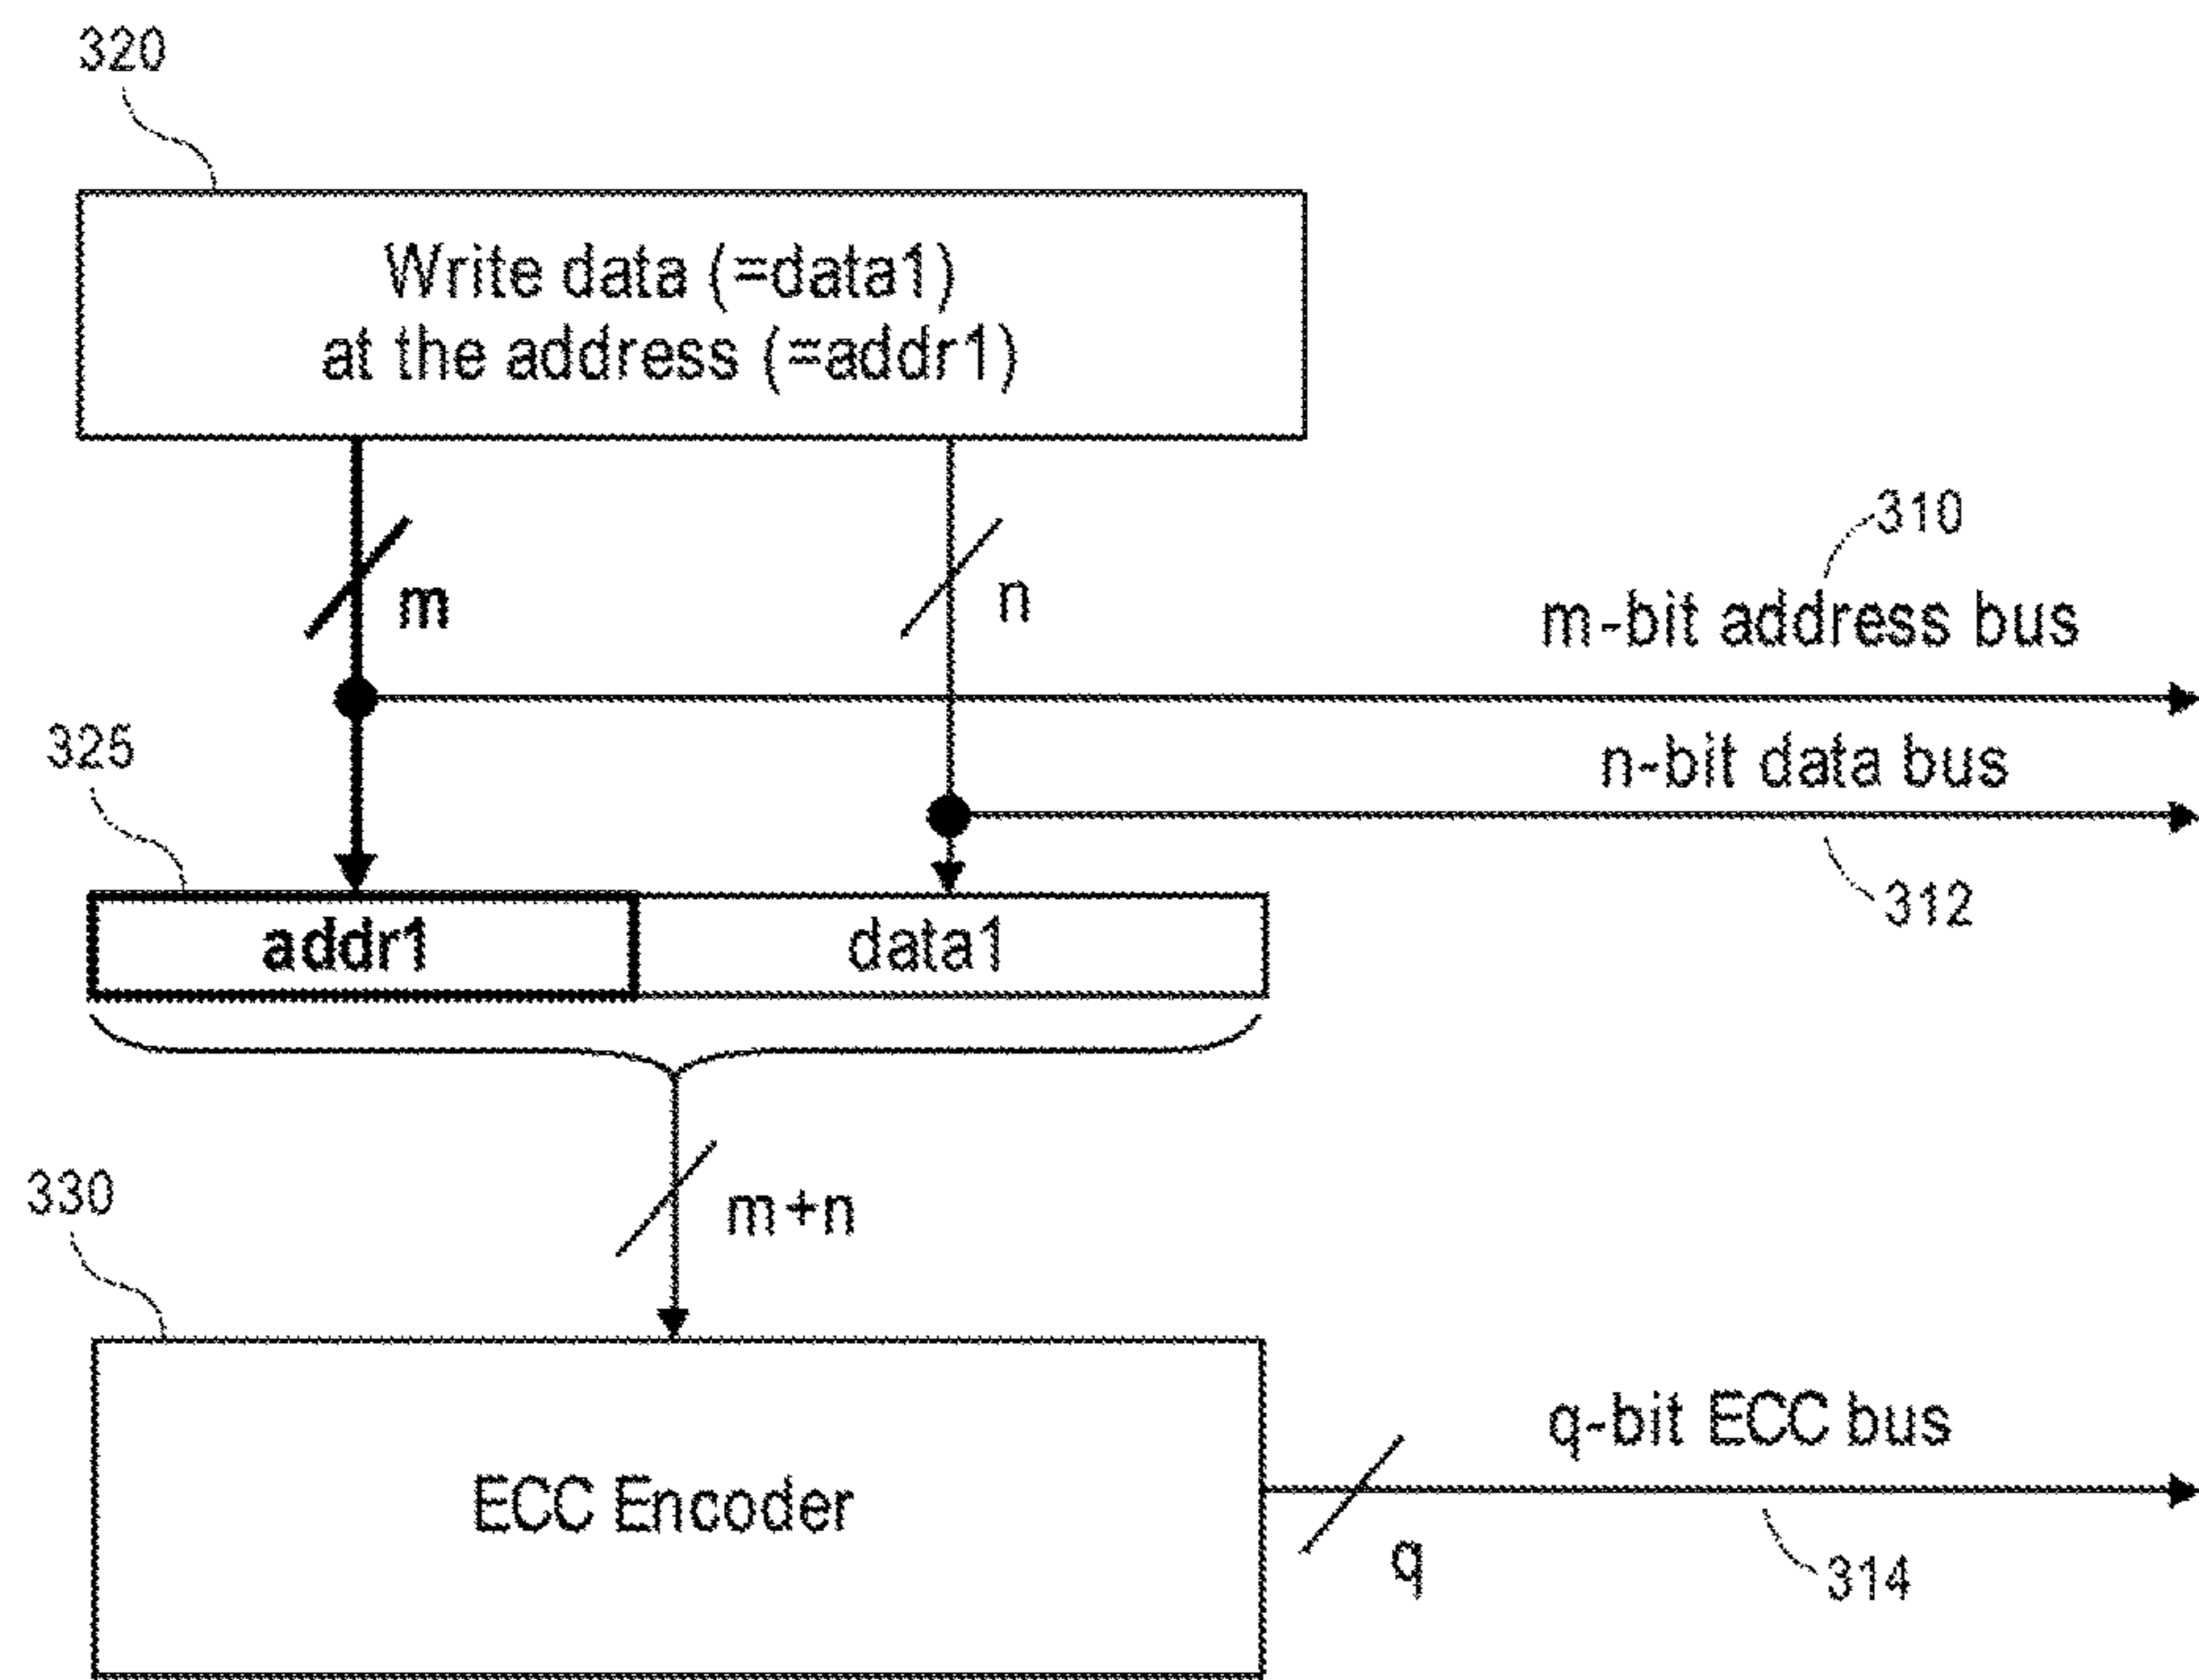 320
Write data (=data1)
at the address (=addr1)
m
n
310
m-bit address bus
325
n-bit data bus
312
addr1
data1
330
m+n
q-bit ECC bus
ECC Encoder
q
314